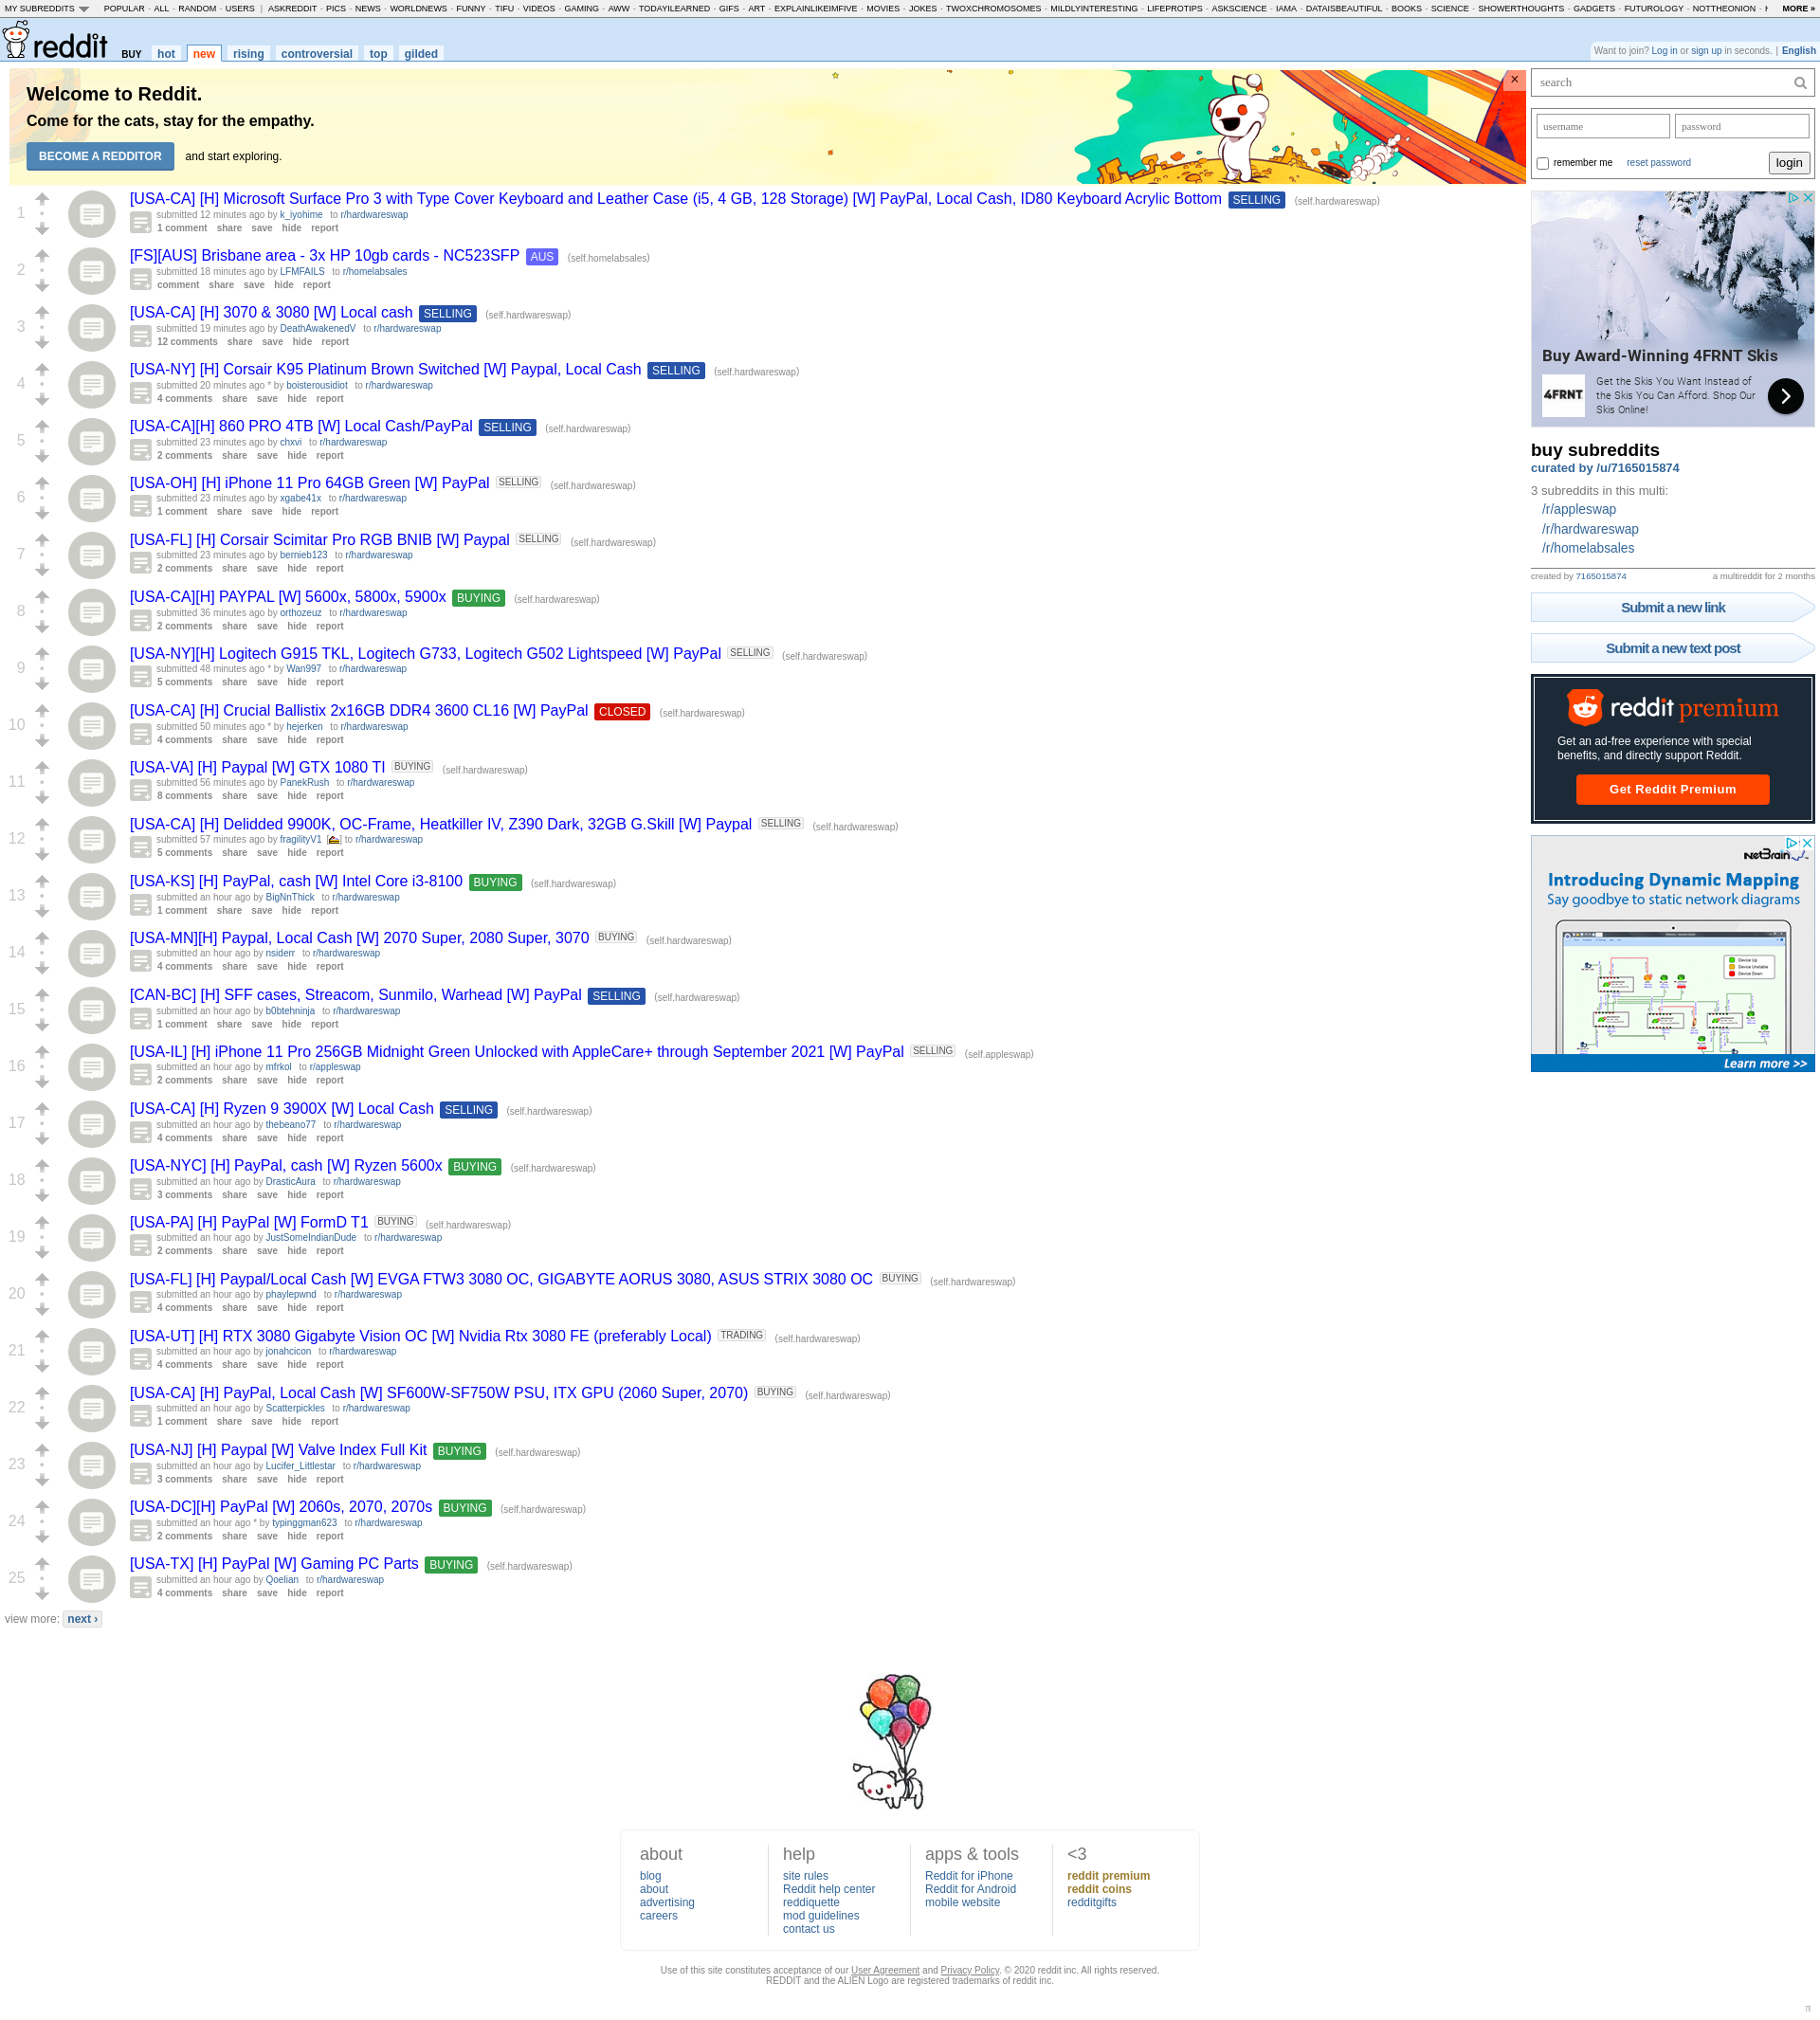 MY SUBREDDITS POPULAR - ALL - RANDOM - USERS | ASKREDDIT - PICS - NEWS - WORLDNEWS - FUNNY - TIFU - VIDEOS - GAMING - AWW - TODAYILEARNED - GIFS - ART - EXPLAINLIKEIMFIVE - MOVIES - JOKES - TWOXCHROMOSOMES - MILDLYINTERESTING - LIFEPROTIPS - ASKSCIENCE - IAMA - DATAISBEAUTIFUL - BOOKS - SCIENCE - SHOWERTHOUGHTS - GADGETS - FUTUROLOGY - NOTTHEONION - MORE »
reddit BUY hot new rising controversial top gilded
Want to join? Log in or sign up in seconds. | English
Welcome to Reddit.
Come for the cats, stay for the empathy.
BECOME A REDDITOR and start exploring.
×
1
[USA-CA] [H] Microsoft Surface Pro 3 with Type Cover Keyboard and Leather Case (i5, 4 GB, 128 Storage) [W] PayPal, Local Cash, ID80 Keyboard Acrylic Bottom SELLING (self.hardwareswap)
submitted 12 minutes ago by k_iyohime to r/hardwareswap
1 comment share save hide report
2
[FS][AUS] Brisbane area - 3x HP 10gb cards - NC523SFP AUS (self.homelabsales)
submitted 18 minutes ago by LFMFAILS to r/homelabsales
comment share save hide report
3
[USA-CA] [H] 3070 & 3080 [W] Local cash SELLING (self.hardwareswap)
submitted 19 minutes ago by DeathAwakenedV to r/hardwareswap
12 comments share save hide report
4
[USA-NY] [H] Corsair K95 Platinum Brown Switched [W] Paypal, Local Cash SELLING (self.hardwareswap)
submitted 20 minutes ago * by boisterousidiot to r/hardwareswap
4 comments share save hide report
5
[USA-CA][H] 860 PRO 4TB [W] Local Cash/PayPal SELLING (self.hardwareswap)
submitted 23 minutes ago by chxvi to r/hardwareswap
2 comments share save hide report
6
[USA-OH] [H] iPhone 11 Pro 64GB Green [W] PayPal SELLING (self.hardwareswap)
submitted 23 minutes ago by xgabe41x to r/hardwareswap
1 comment share save hide report
7
[USA-FL] [H] Corsair Scimitar Pro RGB BNIB [W] Paypal SELLING (self.hardwareswap)
submitted 23 minutes ago by bernieb123 to r/hardwareswap
2 comments share save hide report
8
[USA-CA][H] PAYPAL [W] 5600x, 5800x, 5900x BUYING (self.hardwareswap)
submitted 36 minutes ago by orthozeuz to r/hardwareswap
2 comments share save hide report
9
[USA-NY][H] Logitech G915 TKL, Logitech G733, Logitech G502 Lightspeed [W] PayPal SELLING (self.hardwareswap)
submitted 48 minutes ago * by Wan997 to r/hardwareswap
5 comments share save hide report
10
[USA-CA] [H] Crucial Ballistix 2x16GB DDR4 3600 CL16 [W] PayPal CLOSED (self.hardwareswap)
submitted 50 minutes ago * by hejerken to r/hardwareswap
4 comments share save hide report
11
[USA-VA] [H] Paypal [W] GTX 1080 TI BUYING (self.hardwareswap)
submitted 56 minutes ago by PanekRush to r/hardwareswap
8 comments share save hide report
12
[USA-CA] [H] Delidded 9900K, OC-Frame, Heatkiller IV, Z390 Dark, 32GB G.Skill [W] Paypal SELLING (self.hardwareswap)
submitted 57 minutes ago by fragilityV1 [] to r/hardwareswap
5 comments share save hide report
13
[USA-KS] [H] PayPal, cash [W] Intel Core i3-8100 BUYING (self.hardwareswap)
submitted an hour ago by BigNnThick to r/hardwareswap
1 comment share save hide report
14
[USA-MN][H] Paypal, Local Cash [W] 2070 Super, 2080 Super, 3070 BUYING (self.hardwareswap)
submitted an hour ago by nsiderr to r/hardwareswap
4 comments share save hide report
15
[CAN-BC] [H] SFF cases, Streacom, Sunmilo, Warhead [W] PayPal SELLING (self.hardwareswap)
submitted an hour ago by b0btehninja to r/hardwareswap
1 comment share save hide report
16
[USA-IL] [H] iPhone 11 Pro 256GB Midnight Green Unlocked with AppleCare+ through September 2021 [W] PayPal SELLING (self.appleswap)
submitted an hour ago by mfrkol to r/appleswap
2 comments share save hide report
17
[USA-CA] [H] Ryzen 9 3900X [W] Local Cash SELLING (self.hardwareswap)
submitted an hour ago by thebeano77 to r/hardwareswap
4 comments share save hide report
18
[USA-NYC] [H] PayPal, cash [W] Ryzen 5600x BUYING (self.hardwareswap)
submitted an hour ago by DrasticAura to r/hardwareswap
3 comments share save hide report
19
[USA-PA] [H] PayPal [W] FormD T1 BUYING (self.hardwareswap)
submitted an hour ago by JustSomeIndianDude to r/hardwareswap
2 comments share save hide report
20
[USA-FL] [H] Paypal/Local Cash [W] EVGA FTW3 3080 OC, GIGABYTE AORUS 3080, ASUS STRIX 3080 OC BUYING (self.hardwareswap)
submitted an hour ago by phaylepwnd to r/hardwareswap
4 comments share save hide report
21
[USA-UT] [H] RTX 3080 Gigabyte Vision OC [W] Nvidia Rtx 3080 FE (preferably Local) TRADING (self.hardwareswap)
submitted an hour ago by jonahcicon to r/hardwareswap
4 comments share save hide report
22
[USA-CA] [H] PayPal, Local Cash [W] SF600W-SF750W PSU, ITX GPU (2060 Super, 2070) BUYING (self.hardwareswap)
submitted an hour ago by Scatterpickles to r/hardwareswap
1 comment share save hide report
23
[USA-NJ] [H] Paypal [W] Valve Index Full Kit BUYING (self.hardwareswap)
submitted an hour ago by Lucifer_Littlestar to r/hardwareswap
3 comments share save hide report
24
[USA-DC][H] PayPal [W] 2060s, 2070, 2070s BUYING (self.hardwareswap)
submitted an hour ago * by typinggman623 to r/hardwareswap
2 comments share save hide report
25
[USA-TX] [H] PayPal [W] Gaming PC Parts BUYING (self.hardwareswap)
submitted an hour ago by Qoelian to r/hardwareswap
4 comments share save hide report
view more: next ›
search
username password
remember me reset password login
Buy Award-Winning 4FRNT Skis
4FRNT
Get the Skis You Want Instead of
the Skis You Can Afford. Shop Our
Skis Online!
buy subreddits
curated by /u/7165015874
3 subreddits in this multi:
/r/appleswap
/r/hardwareswap
/r/homelabsales
created by 7165015874 a multireddit for 2 months
Submit a new link
Submit a new text post
reddit premium
Get an ad-free experience with special
benefits, and directly support Reddit.
Get Reddit Premium
NetBrain
Introducing Dynamic Mapping
Say goodbye to static network diagrams
Device Up
Device Unstable
Device Down
Learn more >>
about
blog
about
advertising
careers
help
site rules
Reddit help center
reddiquette
mod guidelines
contact us
apps & tools
Reddit for iPhone
Reddit for Android
mobile website
<3
reddit premium
reddit coins
redditgifts
Use of this site constitutes acceptance of our User Agreement and Privacy Policy. © 2020 reddit inc. All rights reserved.
REDDIT and the ALIEN Logo are registered trademarks of reddit inc.
π